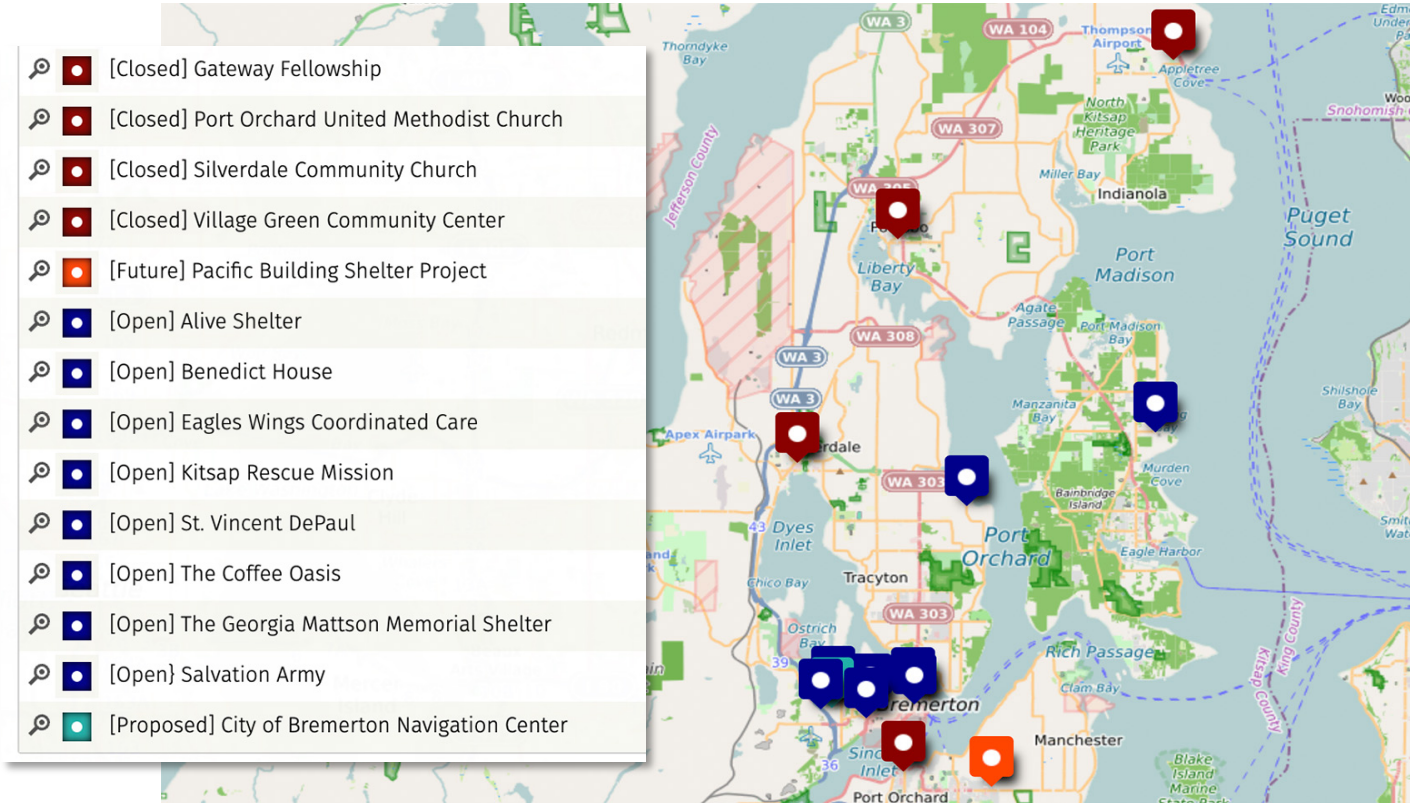 [Closed] Gateway Fellowship
[Closed] Port Orchard United Methodist Church
[Closed] Silverdale Community Church
[Closed] Village Green Community Center
[Future] Pacific Building Shelter Project
[Open] Alive Shelter
[Open] Benedict House
[Open] Eagles Wings Coordinated Care
[Open] Kitsap Rescue Mission
[Open] St. Vincent DePaul
[Open] The Coffee Oasis
[Open] The Georgia Mattson Memorial Shelter
[Open} Salvation Army
[Proposed] City of Bremerton Navigation Center
WA 3
WA 104
Thompson
Airport
Thorndyke
Bay
Appletree
Cove
North
Kitsap
Heritage
Park
Snohomish
WA 307
Jefferson County
Miller Bay
Indianola
Puget
Sound
Port
Madison
Liberty
Bay
Agate
Passage
Port Madison
Bay
WA 308
WA 3
WA 3
Manzanita
Bay
Shilshole
Bay
Apex Airpark
erdale
Murden
Cove
WA 303
Bainbridge
Island
43
Dyes
Inlet
Port
Orchard
Eagle Harbor
Chico Bay
Tracyton
WA 303
Ostrich
Bay
39
Rich Passage
Kitsap County
King County
Clam Bay
Bremerton
Manchester
36
Inlet
Port Orchard
Blake
Island
Marine
State Park